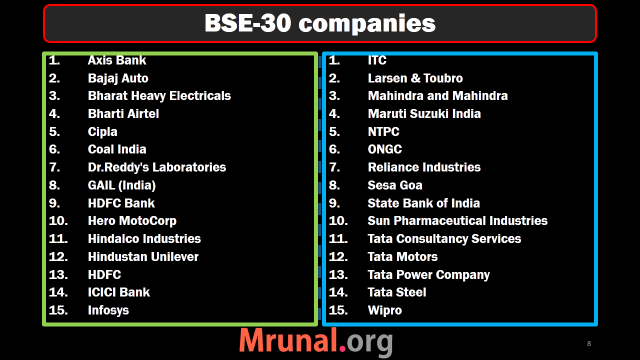 BSE-30 companies
1. Axis Bank
2. Bajaj Auto
3. Bharat Heavy Electricals
4. Bharti Airtel
5. Cipla
6. Coal India
7. Dr.Reddy's Laboratories
8. GAIL (India)
9. HDFC Bank
10. Hero MotoCorp
11. Hindalco Industries
12. Hindustan Unilever
13. HDFC
14. ICICI Bank
15. Infosys
1. ITC
2. Larsen & Toubro
3. Mahindra and Mahindra
4. Maruti Suzuki India
5. NTPC
6. ONGC
7. Reliance Industries
8. Sesa Goa
9. State Bank of India
10. Sun Pharmaceutical Industries
11. Tata Consultancy Services
12. Tata Motors
13. Tata Power Company
14. Tata Steel
15. Wipro
Mrunal.org
8